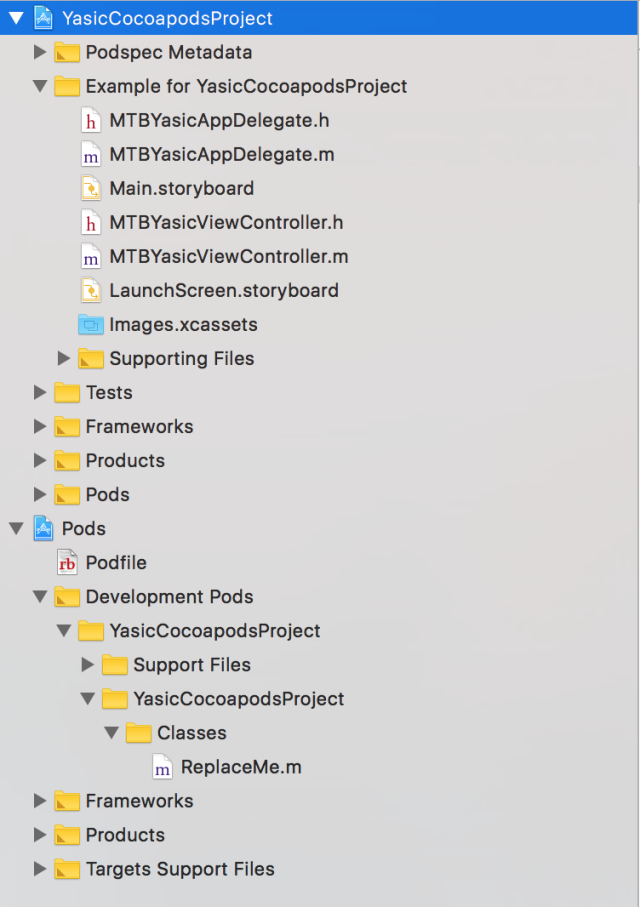 YasicCocoapodsProject
Podspec Metadata
Example for YasicCocoapodsProject
h MTBYasicAppDelegate.h
m MTBYasicAppDelegate.m
Main.storyboard
h MTBYasicViewController.h
m MTBYasicViewController.m
LaunchScreen.storyboard
Images.xcassets
Supporting Files
Tests
Frameworks
Products
Pods
Pods
rb Podfile
Development Pods
YasicCocoapodsProject
Support Files
YasicCocoapodsProject
Classes
m ReplaceMe.m
Frameworks
Products
Targets Support Files